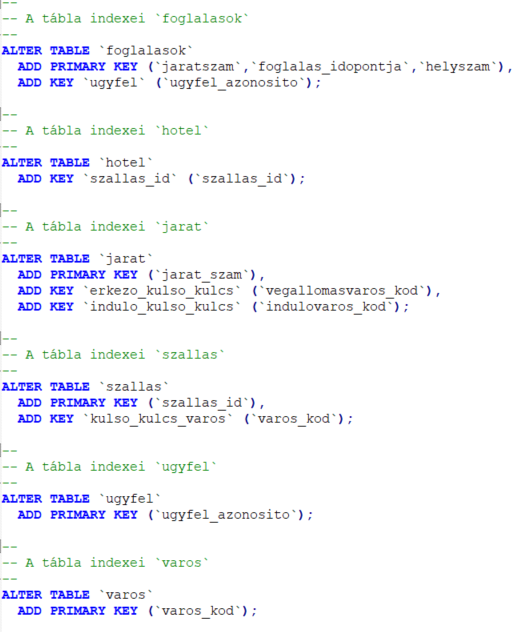 --
-- A tábla indexei `foglalasok`
--
ALTER TABLE `foglalasok`
  ADD PRIMARY KEY (`jaratszam`,`foglalas_idopontja`,`helyszam`),
  ADD KEY `ugyfel` (`ugyfel_azonosito`);

--
-- A tábla indexei `hotel`
--
ALTER TABLE `hotel`
  ADD KEY `szallas_id` (`szallas_id`);

--
-- A tábla indexei `jarat`
--
ALTER TABLE `jarat`
  ADD PRIMARY KEY (`jarat_szam`),
  ADD KEY `erkezo_kulso_kulcs` (`vegallomasvaros_kod`),
  ADD KEY `indulo_kulso_kulcs` (`indulovaros_kod`);

--
-- A tábla indexei `szallas`
--
ALTER TABLE `szallas`
  ADD PRIMARY KEY (`szallas_id`),
  ADD KEY `kulso_kulcs_varos` (`varos_kod`);

--
-- A tábla indexei `ugyfel`
--
ALTER TABLE `ugyfel`
  ADD PRIMARY KEY (`ugyfel_azonosito`);

--
-- A tábla indexei `varos`
--
ALTER TABLE `varos`
  ADD PRIMARY KEY (`varos_kod`);